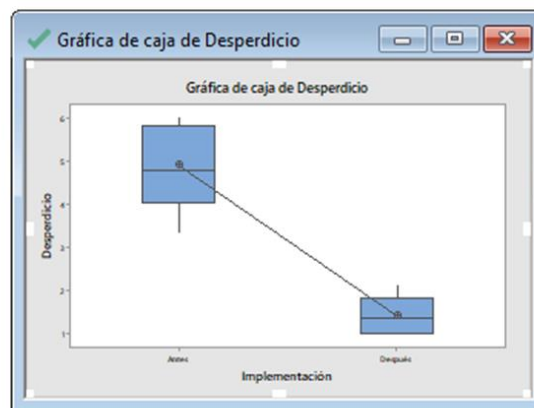 Gráfica de caja de Desperdicio
Gráfica de caja de Desperdicio
6
5
4
3
2
1
Desperdicio
Antes
Después
Implementación